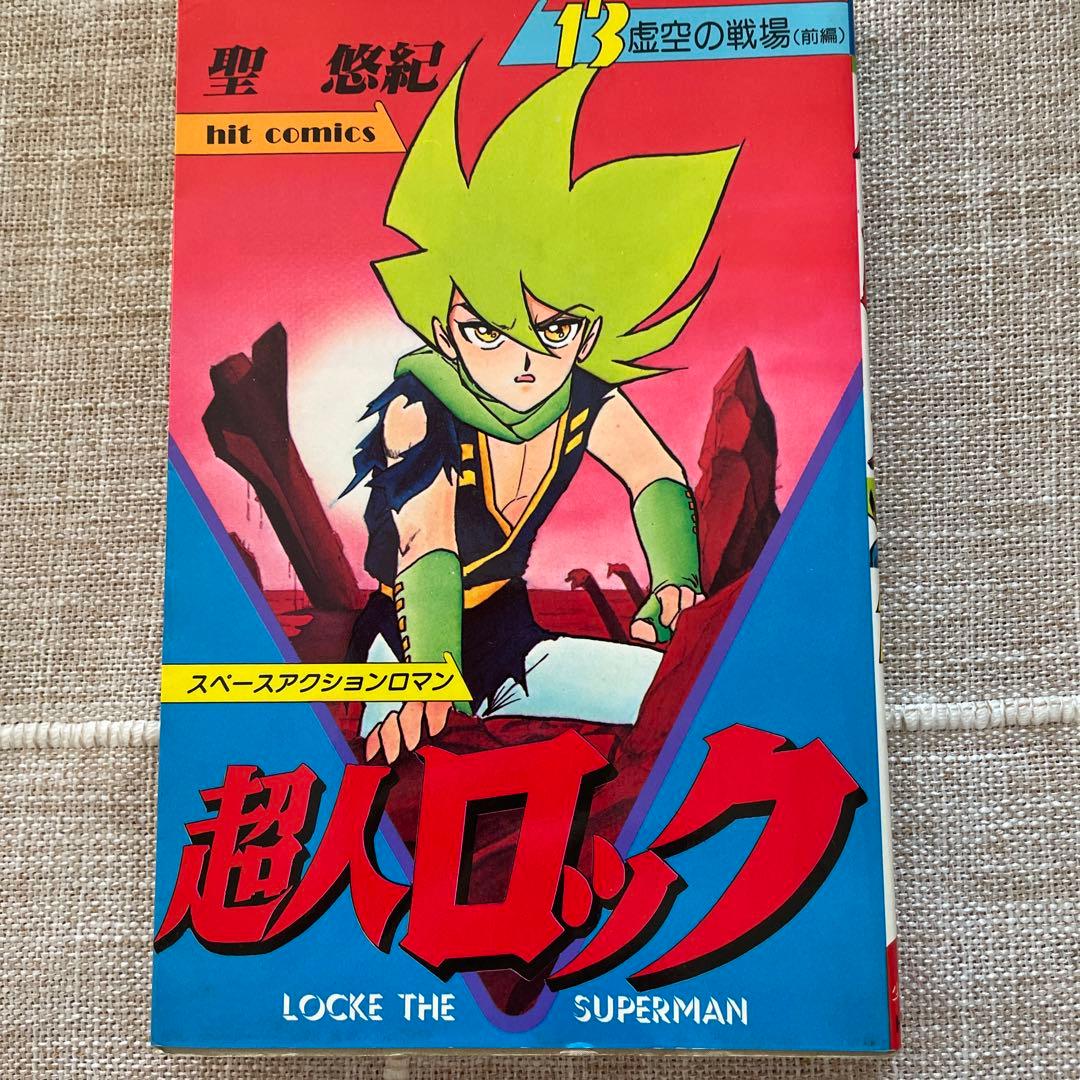 13 虚空の戦場(前編)
聖 悠紀
hit comics
スペースアクションロマン
超人ロック
LOCKE THE SUPERMAN